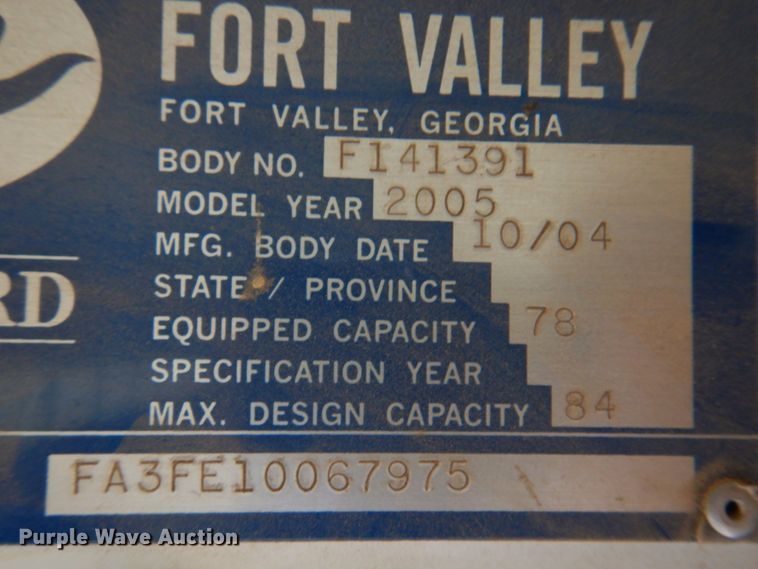 FORT VALLEY
FORT VALLEY, GEORGIA
BODY NO. F141391
MODEL YEAR 2005
MFG. BODY DATE 10/04
RD
STATE / PROVINCE
EQUIPPED CAPACITY 78
SPECIFICATION YEAR
MAX. DESIGN CAPACITY 84
FA3FE10067975
Purple Wave Auction